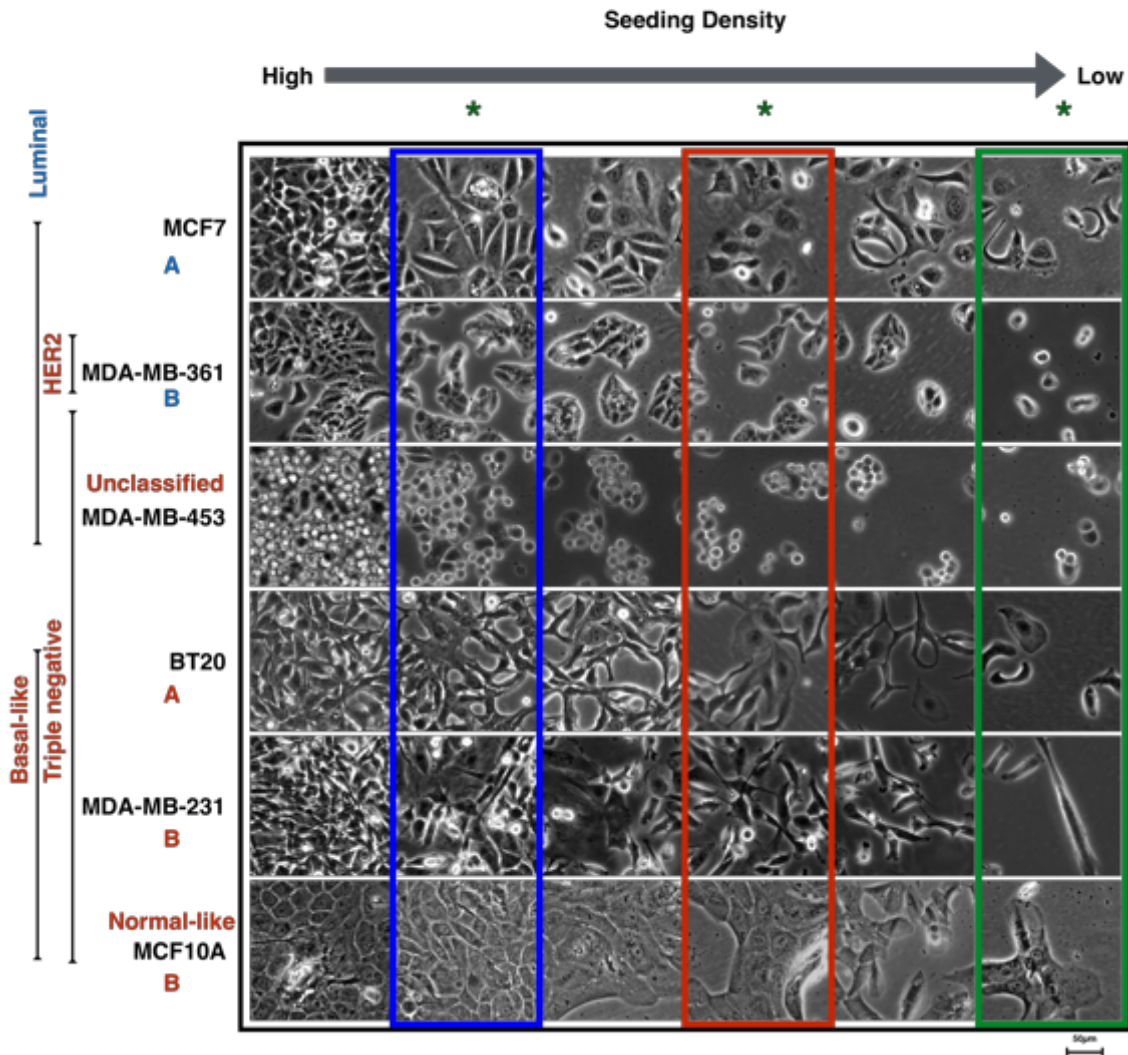 Seeding Density
High
Low
*
*
*
Luminal
MCF7
A
HER2
MDA-MB-361
B
Unclassified
MDA-MB-453
BT20
A
Basal-like
Triple negative
MDA-MB-231
B
Normal-like
MCF10A
B
50µm